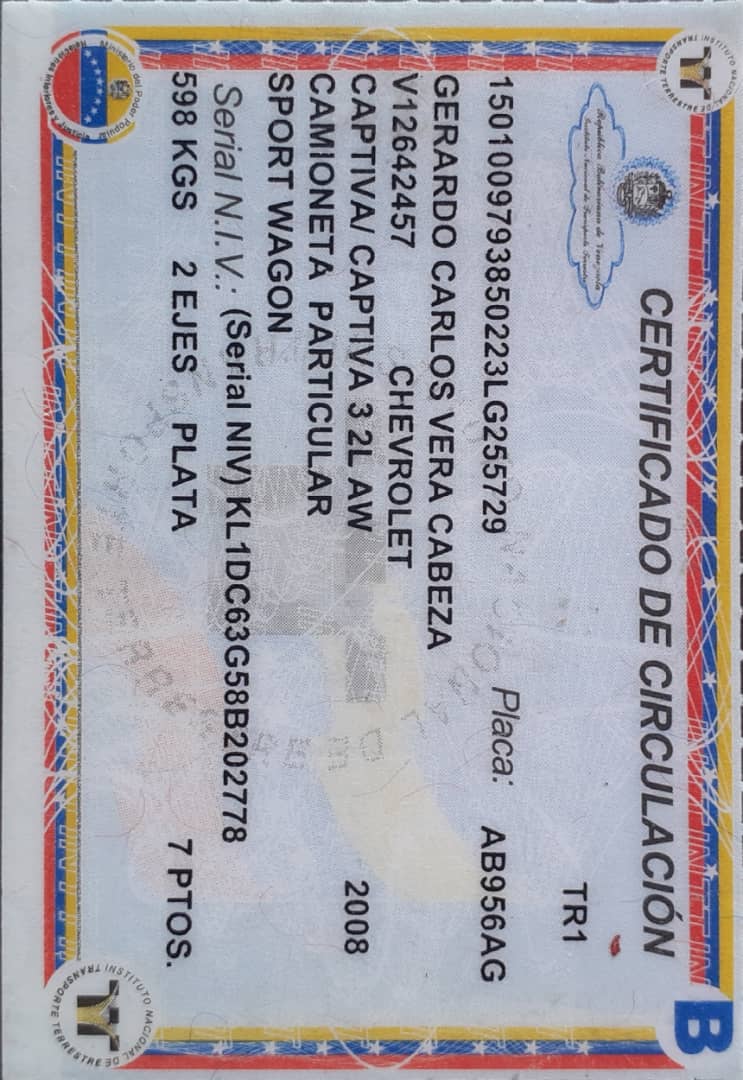 INSTITUTO NACIONAL DE
TRANSPORTE TERRESTRE
B
CERTIFICADO DE CIRCULACIÓN
República Bolivariana de Venezuela
Instituto Nacional de Transporte Terrestre
TR1
1501009793850223LG255729
Placa: AB956AG
GERARDO CARLOS VERA CABEZA
V12642457 CHEVROLET
CAPTIVA/ CAPTIVA 3 2L AW 2008
CAMIONETA PARTICULAR
SPORT WAGON
Serial N.I.V.: (Serial NIV) KL1DC63G58B202778
598 KGS 2 EJES PLATA 7 PTOS.
Ministerio del Poder Popular
Relaciones Interiores y Justicia
INSTITUTO NACIONAL DE
TRANSPORTE TERRESTRE